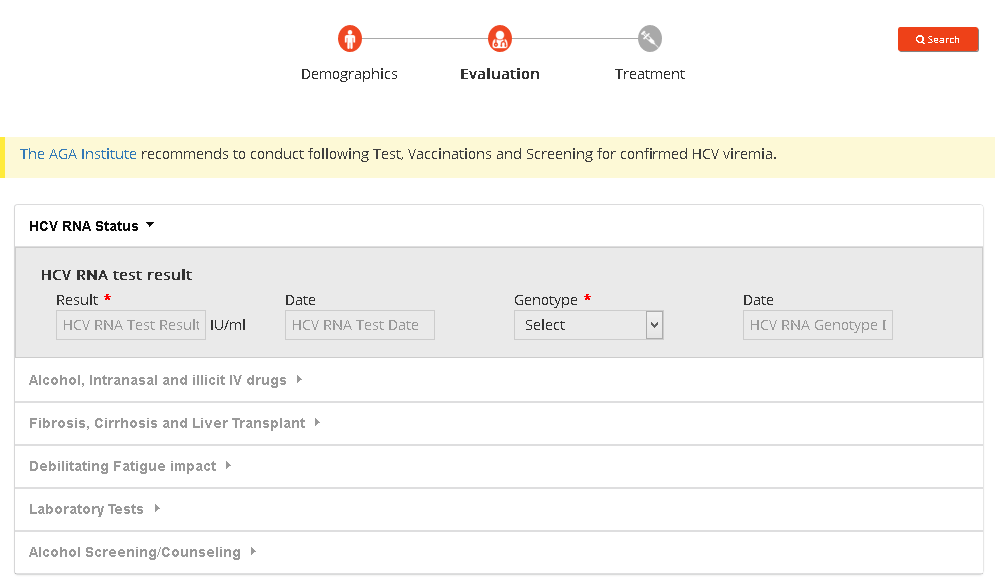 Search
Demographics Evaluation Treatment
The AGA Institute recommends to conduct following Test, Vaccinations and Screening for confirmed HCV viremia.
HCV RNA Status
HCV RNA test result
Result * Date Genotype * Date
HCV RNA Test Result IU/ml HCV RNA Test Date Select HCV RNA Genotype
Alcohol, Intranasal and illicit IV drugs
Fibrosis, Cirrhosis and Liver Transplant
Debilitating Fatigue impact
Laboratory Tests
Alcohol Screening/Counseling